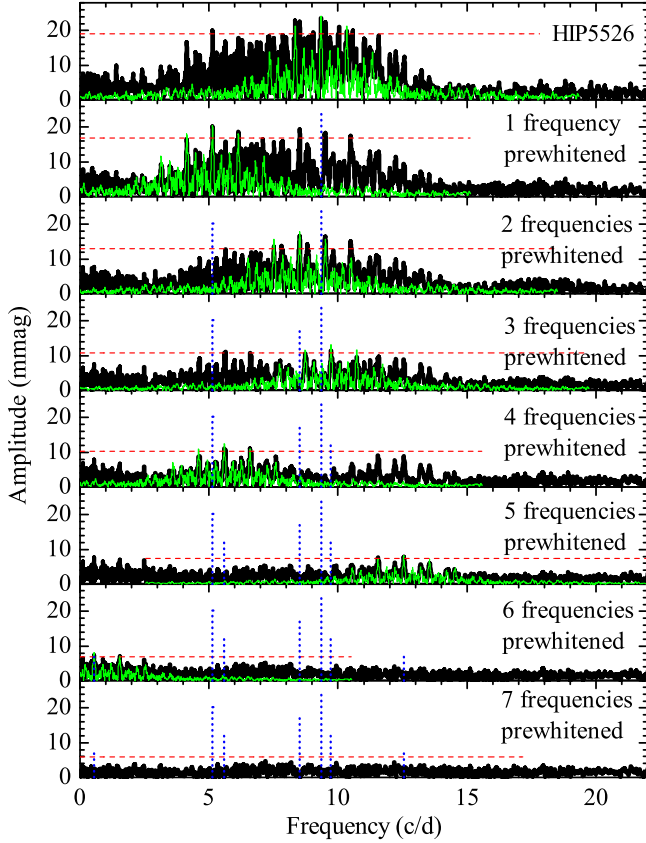 20
10
0
HIP5526
20
10
0
1 frequency
prewhitened
20
10
0
2 frequencies
prewhitened
20
10
0
3 frequencies
prewhitened
20
10
0
4 frequencies
prewhitened
20
10
0
5 frequencies
prewhitened
20
10
0
6 frequencies
prewhitened
20
10
0
7 frequencies
prewhitened
Amplitude (mmag)
0 5 10 15 20
Frequency (c/d)